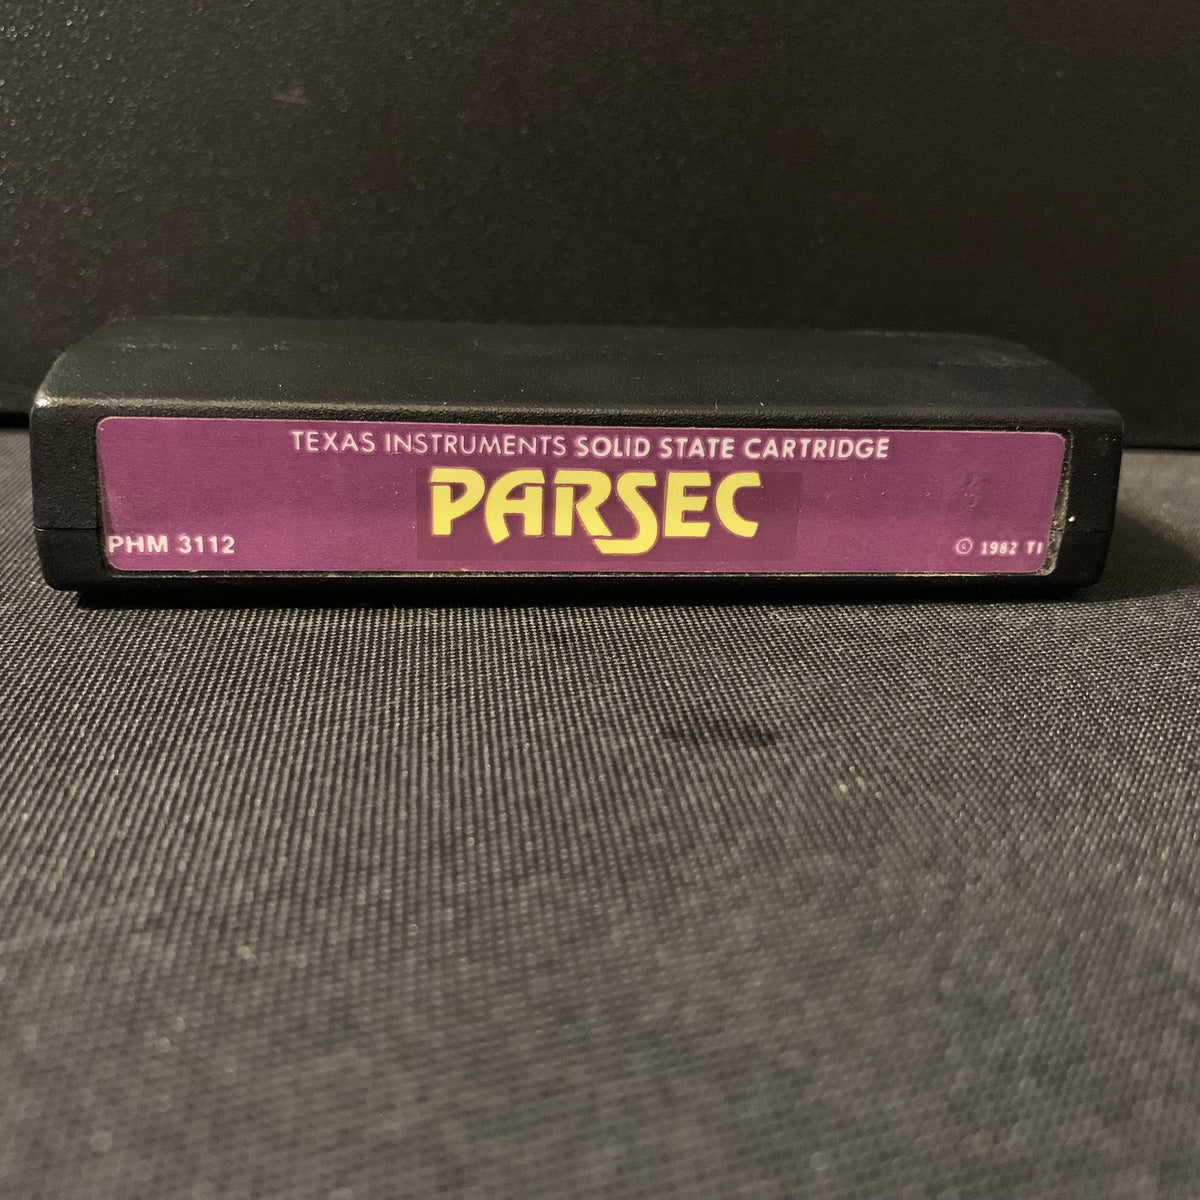 TEXAS INSTRUMENTS SOLID STATE CARTRIDGE
PARSEC
PHM 3112
© 1982 TI